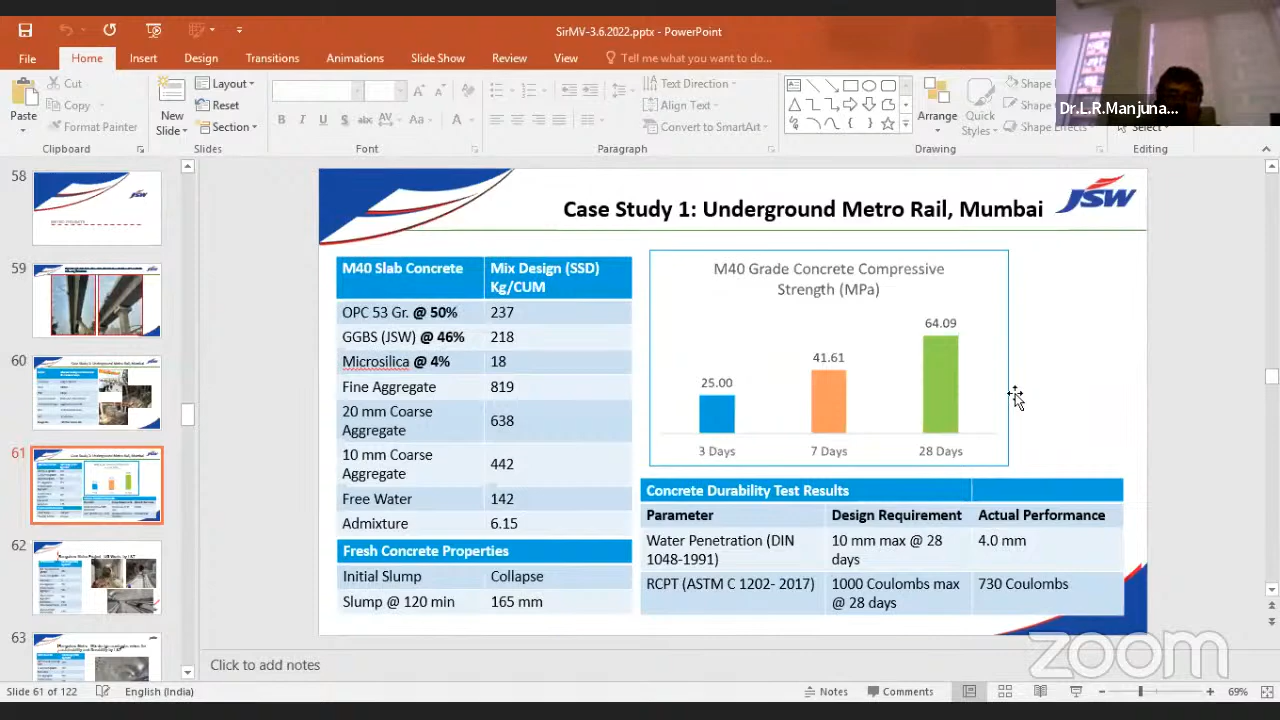 SirMV-3.6.2022.pptx - PowerPoint
File Home Insert Design Transitions Animations Slide Show Review View Tell me what you want to do...
Dr.L.R.Manjuna...
Paste
Cut
Copy
Format Painter
Clipboard
New Slide
Layout
Reset
Section
Slides
B I U S abc AV Aa A
Font
Text Direction
Align Text
Convert to SmartArt
Paragraph
Arrange
Quick Styles
Shape Effects
Drawing
Select
Editing
58
59
60
61
62
63
Case Study 1: Underground Metro Rail, Mumbai
JSW
M40 Slab Concrete Mix Design (SSD) Kg/CUM
OPC 53 Gr. @ 50% 237
GGBS (JSW) @ 46% 218
Microsilica @ 4% 18
Fine Aggregate 819
20 mm Coarse Aggregate 638
10 mm Coarse Aggregate 442
Free Water 142
Admixture 6.15
Fresh Concrete Properties
Initial Slump Collapse
Slump @ 120 min 165 mm
M40 Grade Concrete Compressive
Strength (MPa)
25.00 41.61 64.09
3 Days 7 Days 28 Days
Concrete Durability Test Results
Parameter Design Requirement Actual Performance
Water Penetration (DIN 1048-1991) 10 mm max @ 28 days 4.0 mm
RCPT (ASTM C1202- 2017) 1000 Coulombs max @ 28 days 730 Coulombs
zoom
Click to add notes
Slide 61 of 122 English (India) Notes Comments 69%